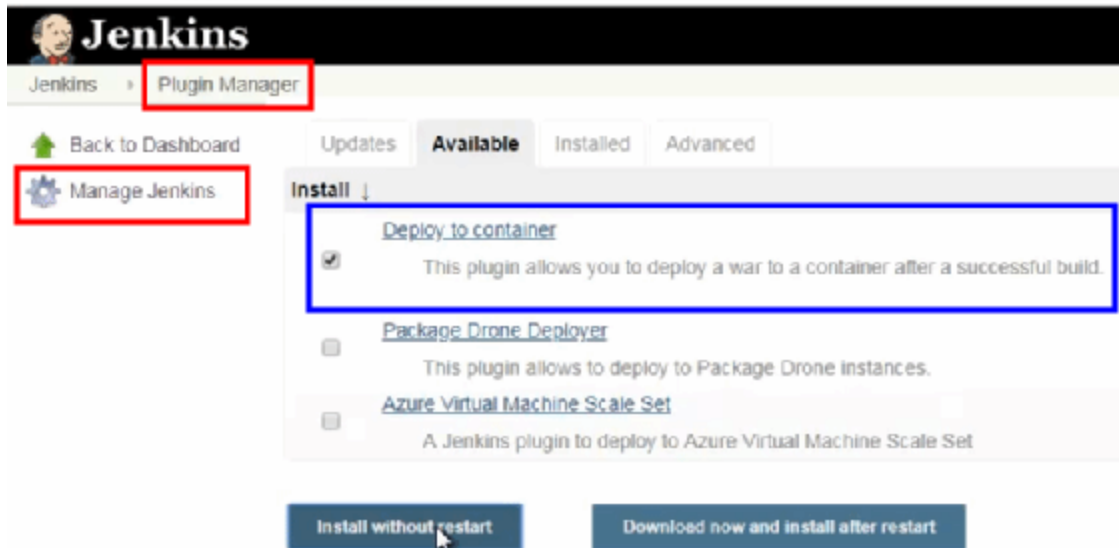 Jenkins
Jenkins Plugin Manager
Back to Dashboard
Manage Jenkins
Updates Available Installed Advanced
Install ↓
Deploy to container
This plugin allows you to deploy a war to a container after a successful build.
Package Drone Deployer
This plugin allows to deploy to Package Drone instances.
Azure Virtual Machine Scale Set
A Jenkins plugin to deploy to Azure Virtual Machine Scale Set
Install without restart
Download now and install after restart